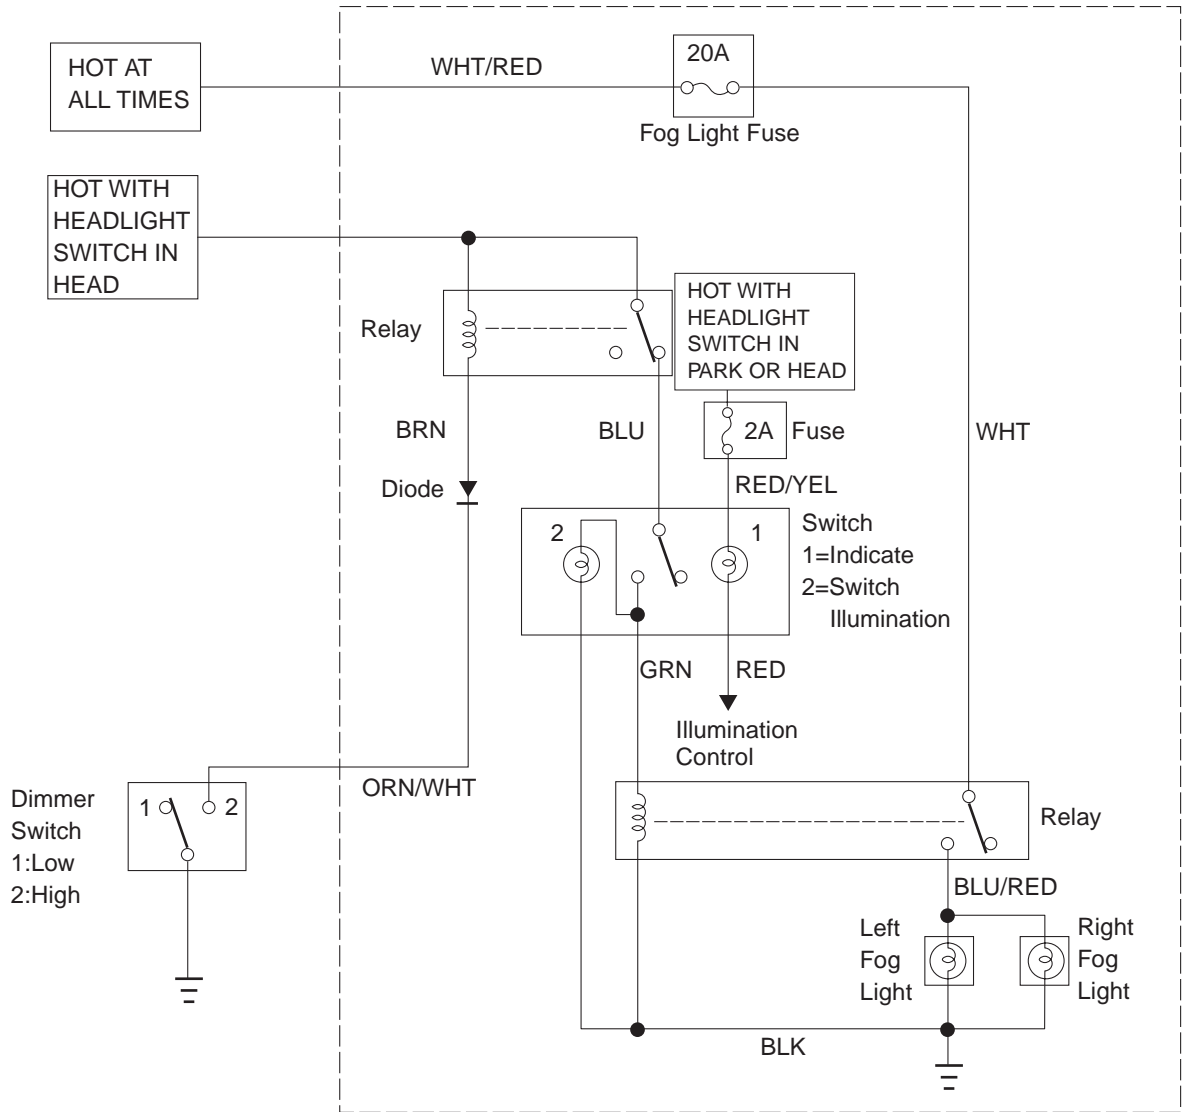 HOT AT
ALL TIMES
WHT/RED
20A
Fog Light Fuse
HOT WITH
HEADLIGHT
SWITCH IN
HEAD
Relay
HOT WITH
HEADLIGHT
SWITCH IN
PARK OR HEAD
BRN
BLU
2A
Fuse
WHT
Diode
RED/YEL
2
1
Switch
1=Indicate
2=Switch
Illumination
GRN
RED
Illumination
Control
ORN/WHT
Dimmer
Switch
1:Low
2:High
1
2
Relay
BLU/RED
Left
Fog
Light
Right
Fog
Light
BLK